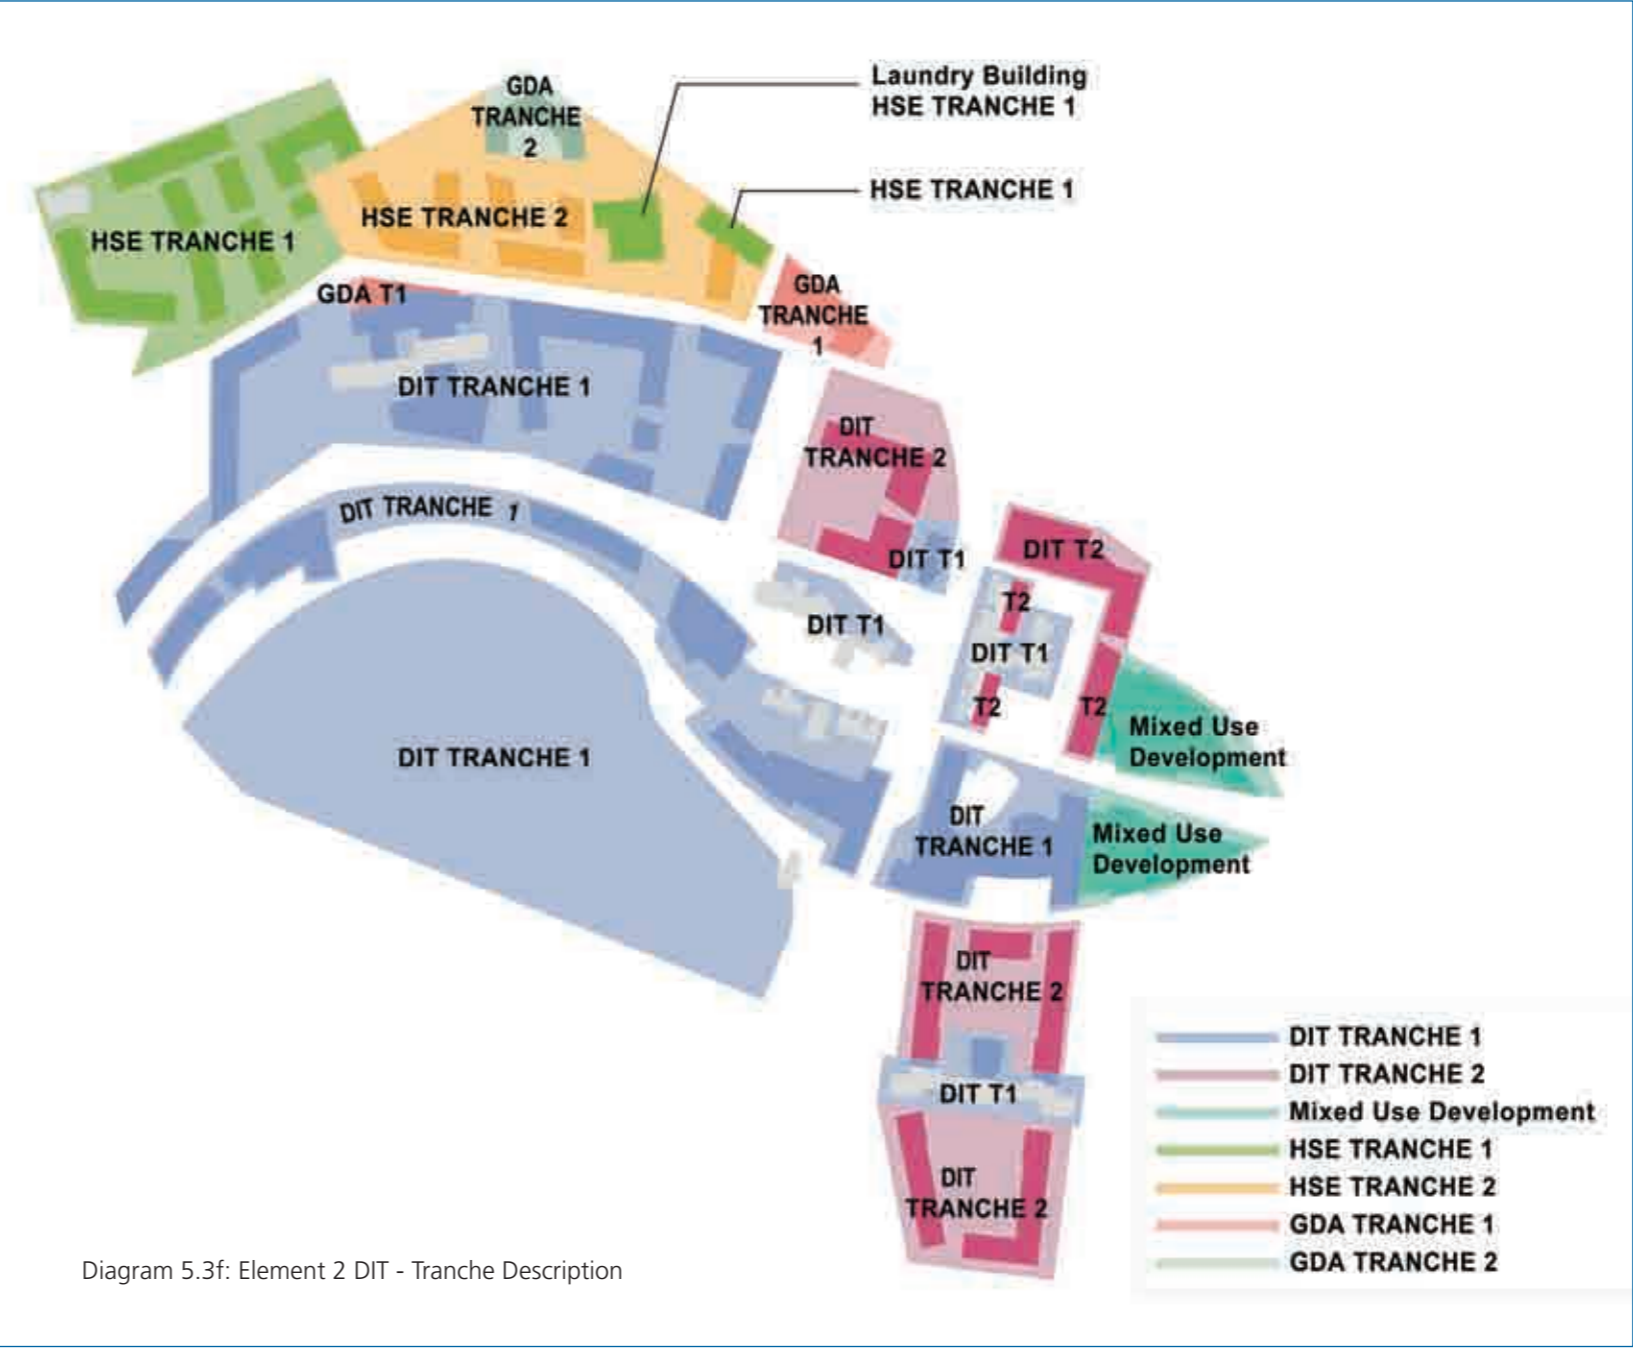 GDA
TRANCHE
2
Laundry Building
HSE TRANCHE 1
HSE TRANCHE 1
HSE TRANCHE 2
HSE TRANCHE 1
GDA T1
GDA
TRANCHE
1
DIT TRANCHE 1
DIT
TRANCHE 2
DIT TRANCHE 1
DIT T1
DIT T2
T2
DIT T1
DIT T1
T2
T2
Mixed Use
Development
DIT TRANCHE 1
DIT
TRANCHE 1
Mixed Use
Development
DIT
TRANCHE 2
DIT T1
DIT
TRANCHE 2
DIT TRANCHE 1
DIT TRANCHE 2
Mixed Use Development
HSE TRANCHE 1
HSE TRANCHE 2
GDA TRANCHE 1
GDA TRANCHE 2
Diagram 5.3f: Element 2 DIT - Tranche Description